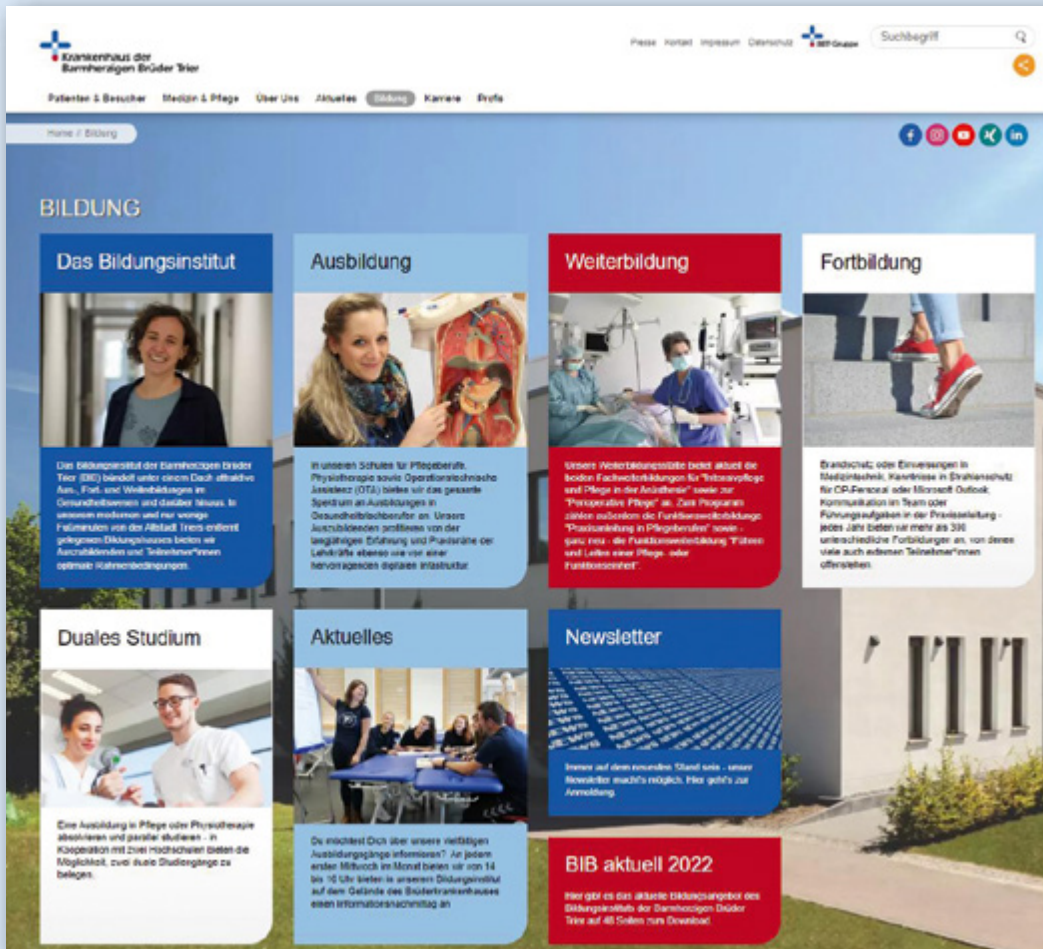 Krankenhaus der
Barmherzigen Brüder Trier
Presse Kontakt Impressum Datenschutz BBT-Gruppe
Suchbegriff
Patienten & Besucher Medizin & Pflege Über Uns Aktuelles Bildung Karriere Profis
Home // Bildung
BILDUNG
Das Bildungsinstitut
Das Bildungsinstitut der Barmherzigen Brüder
Trier (BIB) bündelt unter einem Dach attraktive
Aus-, Fort- und Weiterbildungen im
Gesundheitswesen und darüber hinaus. In
unserem modernen und nur wenige
Fußminuten von der Altstadt Triers entfernt
gelegenen Bildungshauses bieten wir
Auszubildenden und Teilnehmer*innen
optimale Rahmenbedingungen.
Ausbildung
In unseren Schulen für Pflegeberufe,
Physiotherapie sowie Operationstechnische
Assistenz (OTA) bieten wir das gesamte
Spektrum an Ausbildungen in
Gesundheitsfachberufen an. Unsere
Auszubildenden profitieren von der
langjährigen Erfahrung und Praxisnähe der
Lehrkräfte ebenso wie von einer
hervorragenden digitalen Infrastruktur.
Weiterbildung
Unsere Weiterbildungsstätte bietet aktuell die
beiden Fachweiterbildungen für "Intensivpflege
und Pflege in der Anästhesie" sowie zur
"Perioperative Pflege" an. Zum Programm
zählen außerdem die Funktionsweiterbildungs
"Praxisanleitung in Pflegeberufen" sowie -
ganz neu - die Funktionsweiterbildung "Führen
und Leiten einer Pflege- oder
Funktionseinheit".
Fortbildung
Brandschutz oder Einweisungen in
Medizintechnik, Kenntnisse in Strahlenschutz
für OP-Personal oder Microsoft Outlook,
Kommunikation im Team oder
Führungsaufgaben in der Praxisanleitung -
jedes Jahr bieten wir mehr als 300
unterschiedliche Fortbildungen an, von denen
viele auch externen Teilnehmer*innen
offenstehen.
Duales Studium
Eine Ausbildung in Pflege oder Physiotherapie
absolvieren und parallel studieren - in
Kooperation mit zwei Hochschulen bieten die
Möglichkeit, zwei duale Studiengänge zu
belegen.
Aktuelles
Du möchtest Dich über unsere vielfältigen
Ausbildungsgänge informieren? An jedem
ersten Mittwoch im Monat bieten wir von 14
bis 16 Uhr bieten in unserem Bildungsinstitut
auf dem Gelände des Brüderkrankenhauses
einen Informationsnachmittag an
Newsletter
Immer auf dem neuesten Stand sein - unser
Newsletter macht's möglich. Hier geht's zur
Anmeldung.
BIB aktuell 2022
Hier gibt es das aktuelle Bildungsangebot des
Bildungsinstituts der Barmherzigen Brüder
Trier auf 48 Seiten zum Download.